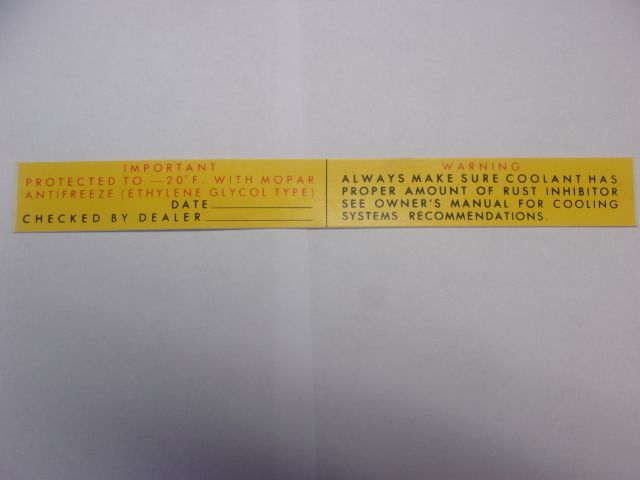 IMPORTANT
PROTECTED TO —20°F. WITH MOPAR
ANTIFREEZE (ETHYLENE GLYCOL TYPE)
DATE
CHECKED BY DEALER
WARNING
ALWAYS MAKE SURE COOLANT HAS
PROPER AMOUNT OF RUST INHIBITOR
SEE OWNER'S MANUAL FOR COOLING
SYSTEMS RECOMMENDATIONS.